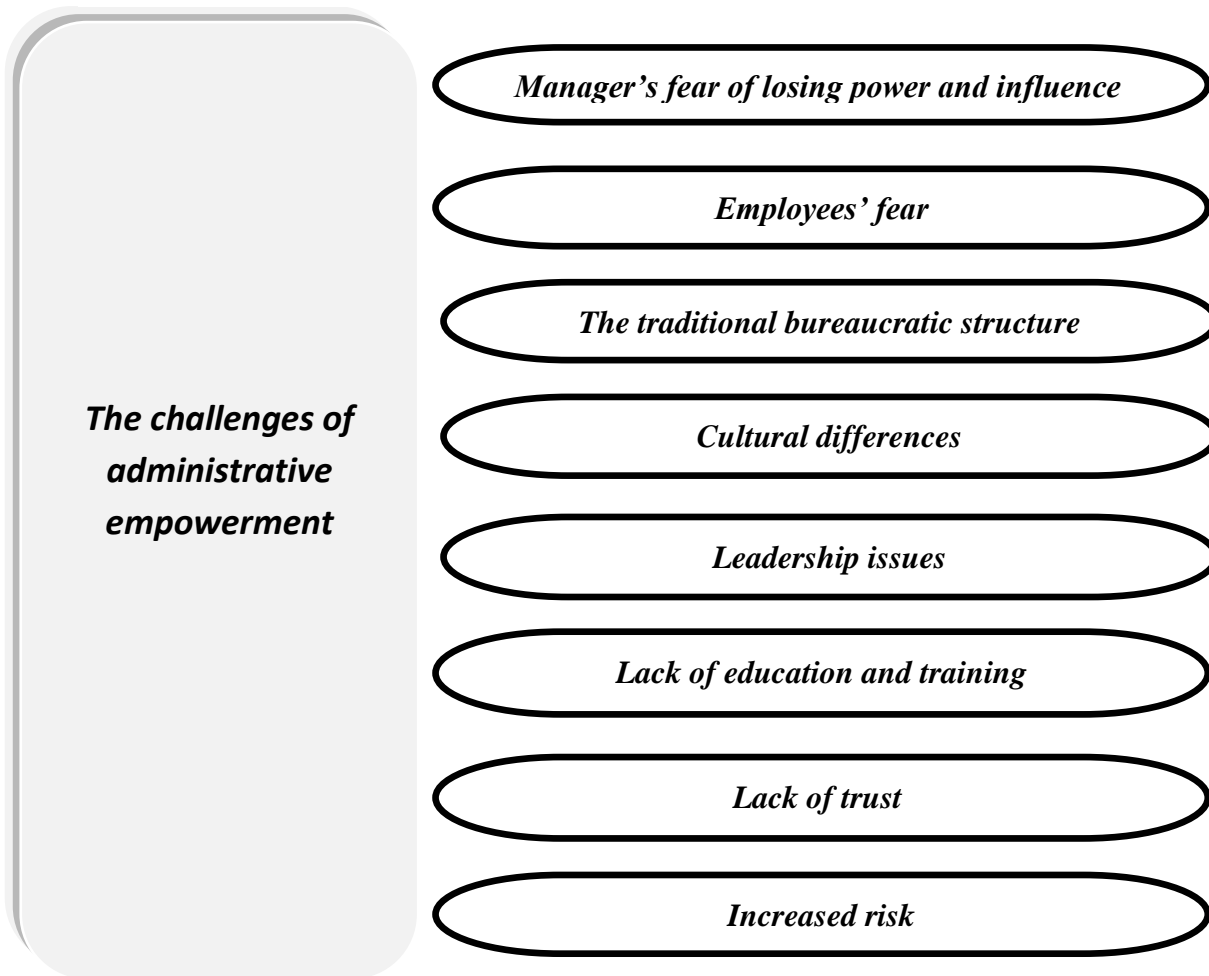 The challenges of
administrative
empowerment
Manager’s fear of losing power and influence
Employees’ fear
The traditional bureaucratic structure
Cultural differences
Leadership issues
Lack of education and training
Lack of trust
Increased risk